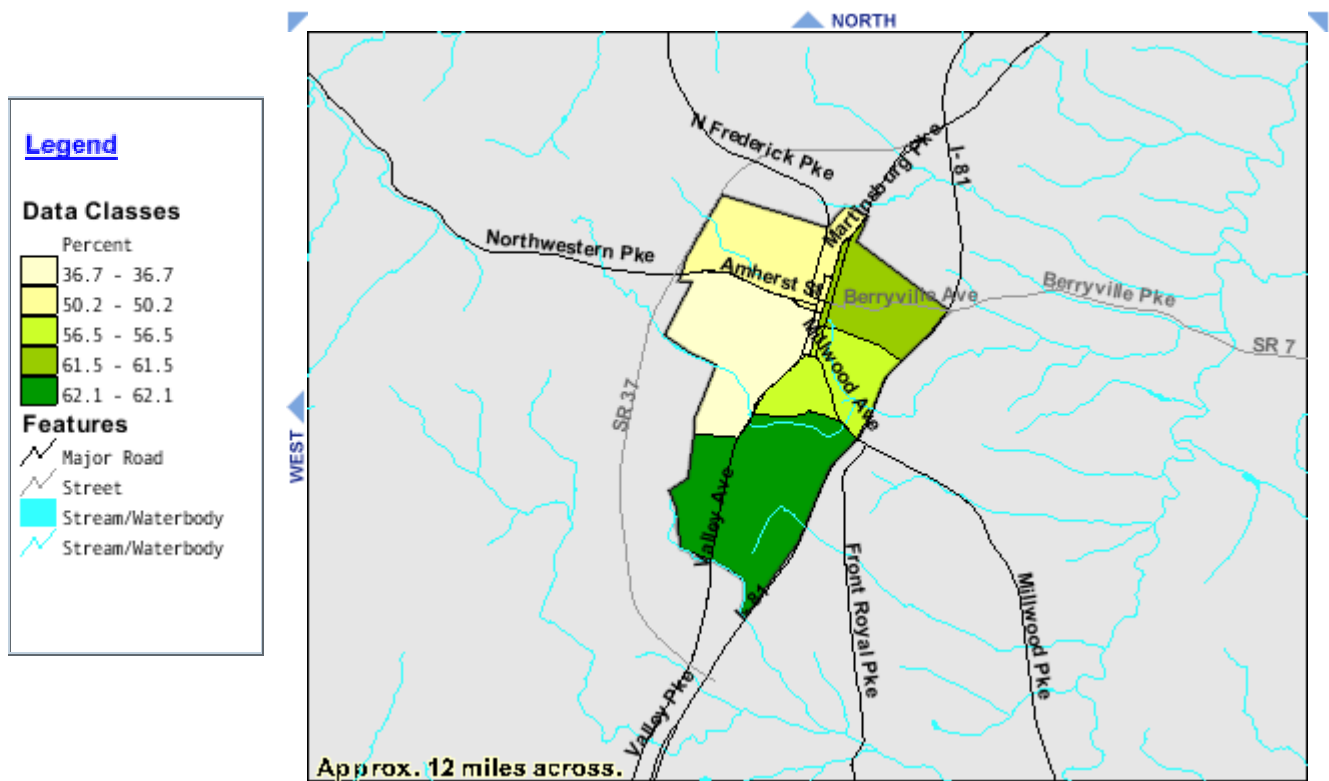 NORTH
Legend
Data Classes
Percent
36.7 - 36.7
50.2 - 50.2
56.5 - 56.5
61.5 - 61.5
62.1 - 62.1
Features
Major Road
Street
Stream/Waterbody
Stream/Waterbody
WEST
N Frederick Pke
Martinsburg Pke
I-81
Northwestern Pke
Amherst St
Berryville Ave
Berryville Pke
SR 7
Millwood Ave
SR 37
Valley Ave
I-81
Front Royal Pke
Millwood Pke
Valley Pke
Approx. 12 miles across.